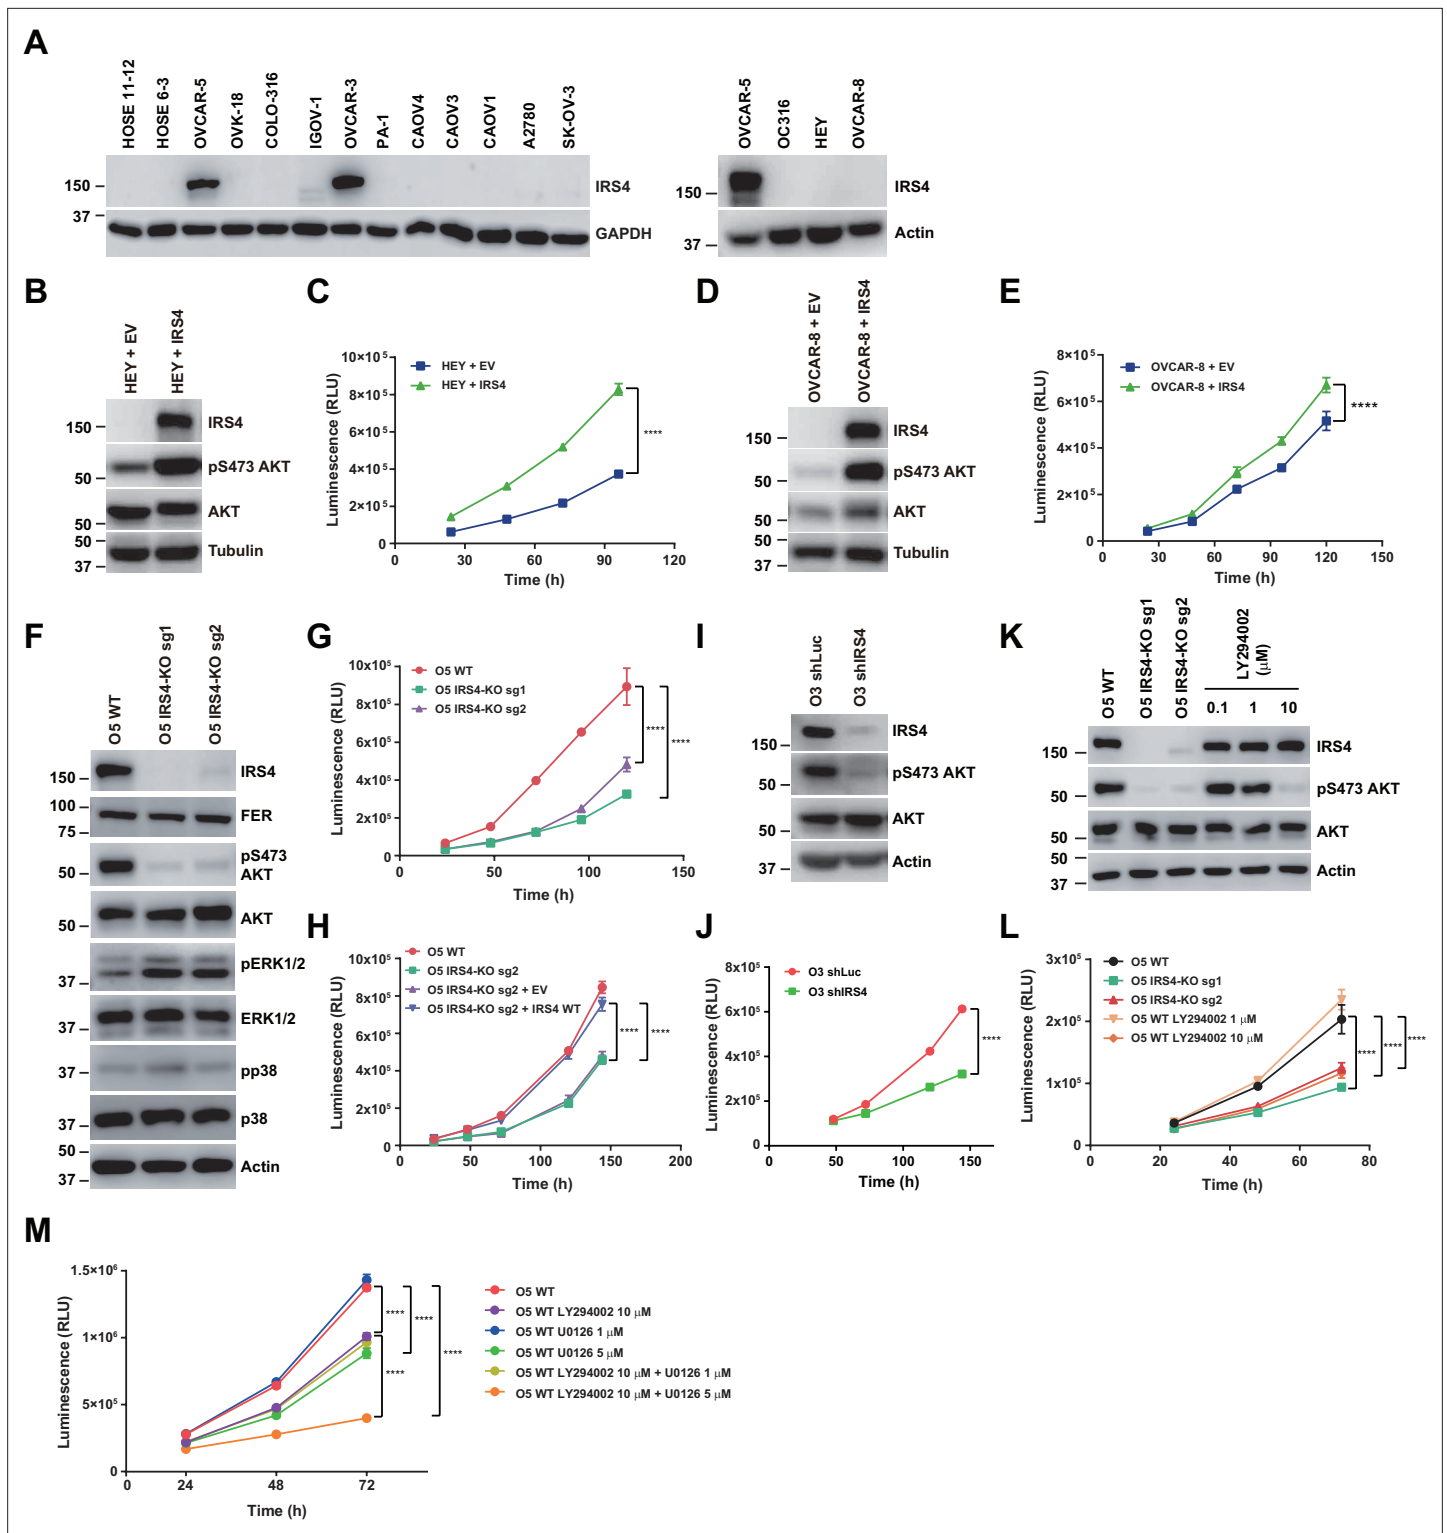 A
HOSE 11-12
HOSE 6-3
OVCAR-5
OVK-18
COLO-316
IGOV-1
OVCAR-3
PA-1
CAOV4
CAOV3
CAOV1
A2780
SK-OV-3
150
IRS4
37
GAPDH
OVCAR-5
OC316
HEY
OVCAR-8
150
IRS4
37
Actin
B
HEY + EV
HEY + IRS4
150
IRS4
50
pS473 AKT
50
AKT
50
37
Tubulin
C
Luminescence (RLU)
10×10⁵
8×10⁵
6×10⁵
4×10⁵
2×10⁵
0
HEY + EV
HEY + IRS4
****
0 30 60 90 120
Time (h)
D
OVCAR-8 + EV
OVCAR-8 + IRS4
150
IRS4
50
pS473 AKT
50
AKT
50
37
Tubulin
E
Luminescence (RLU)
8×10⁵
6×10⁵
4×10⁵
2×10⁵
0
OVCAR-8 + EV
OVCAR-8 + IRS4
****
0 30 60 90 120 150
Time (h)
F
O5 WT
O5 IRS4-KO sg1
O5 IRS4-KO sg2
150
IRS4
100
75
FER
50
pS473
AKT
50
AKT
37
pERK1/2
37
ERK1/2
37
pp38
37
p38
50
37
Actin
G
Luminescence (RLU)
10×10⁵
8×10⁵
6×10⁵
4×10⁵
2×10⁵
0
O5 WT
O5 IRS4-KO sg1
O5 IRS4-KO sg2
****
****
0 50 100 150
Time (h)
H
Luminescence (RLU)
10×10⁵
8×10⁵
6×10⁵
4×10⁵
2×10⁵
0
O5 WT
O5 IRS4-KO sg2
O5 IRS4-KO sg2 + EV
O5 IRS4-KO sg2 + IRS4 WT
****
****
0 50 100 150 200
Time (h)
I
O3 shLuc
O3 shIRS4
150
IRS4
50
pS473 AKT
50
AKT
37
Actin
J
Luminescence (RLU)
8×10⁵
6×10⁵
4×10⁵
2×10⁵
0
O3 shLuc
O3 shIRS4
****
0 50 100 150
Time (h)
K
O5 WT
O5 IRS4-KO sg1
O5 IRS4-KO sg2
LY294002
(μM)
0.1 1 10
150
IRS4
50
pS473 AKT
50
AKT
50
37
Actin
L
Luminescence (RLU)
3×10⁵
2×10⁵
1×10⁵
0
O5 WT
O5 IRS4-KO sg1
O5 IRS4-KO sg2
O5 WT LY294002 1 μM
O5 WT LY294002 10 μM
****
****
****
0 20 40 60 80
Time (h)
M
Luminescence (RLU)
1.5×10⁶
1×10⁶
5×10⁵
0
****
****
****
****
0 24 48 72
Time (h)
O5 WT
O5 WT LY294002 10 μM
O5 WT U0126 1 μM
O5 WT U0126 5 μM
O5 WT LY294002 10 μM + U0126 1 μM
O5 WT LY294002 10 μM + U0126 5 μM